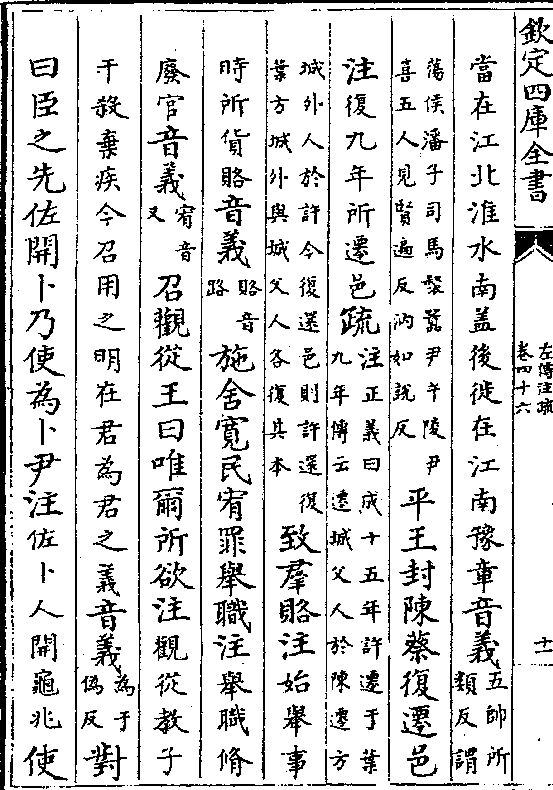 欽定四庫全書
左傳注疏
卷四十六
十一
當在江北淮水南蓋後徙在江南豫章音義五帥所類反謂
蕩侯潘子司馬督囂尹午陵尹喜五人見賢遍反汭如說反平王封陳蔡復遷邑
注復九年所遷邑疏注正義曰成十五年許遷于葉九年傳云遷城父人於陳遷方
城外人於許今復遷邑則許還復葉方城外與城父人各復其本致羣賂注始舉事
時所貨賂音義賂音路施舍寬民宥罪舉職注舉職脩
廢官音義宥音又召觀從王曰唯爾所欲注觀從教子
干殺棄疾今召用之明在君為君之義音義為于偽反對
曰臣之先佐開卜乃使為卜尹注佐卜人開龜兆使